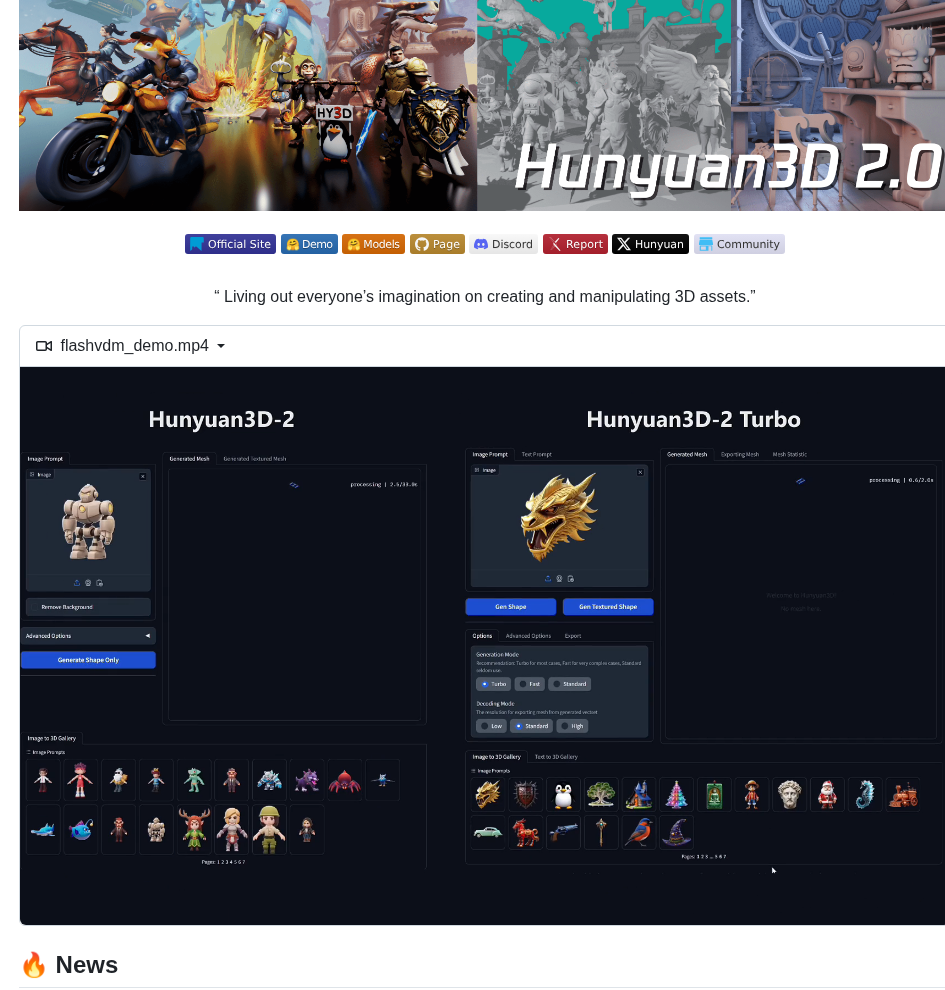 HY3D
Hunyuan3D 2.0
Official Site
Demo
Models
Page
Discord
Report
Hunyuan
Community
“ Living out everyone’s imagination on creating and manipulating 3D assets.”
flashvdm_demo.mp4
Hunyuan3D-2
Hunyuan3D-2 Turbo
Image Prompt
Generated Mesh
Generated Textured Mesh
Image
processing | 2.6/33.0s
Remove Background
Advanced Options
Generate Shape Only
Image to 3D Gallery
Image Prompts
Pages: 1 2 3 4 5 6 7
Image Prompt
Text Prompt
Generated Mesh
Exporting Mesh
Mesh Statistic
Image
processing | 0.6/2.0s
Welcome to Hunyuan3D!
No mesh here.
Gen Shape
Gen Textured Shape
Options
Advanced Options
Export
Generation Mode
Recommendation: Turbo for most cases, Fast for very complex cases, Standard
seldom use.
Turbo
Fast
Standard
Decoding Mode
The resolution for exporting mesh from generated vectset
Low
Standard
High
Image to 3D Gallery
Text to 3D Gallery
Image Prompts
Pages: 1 2 3 ... 5 6 7
🔥 News